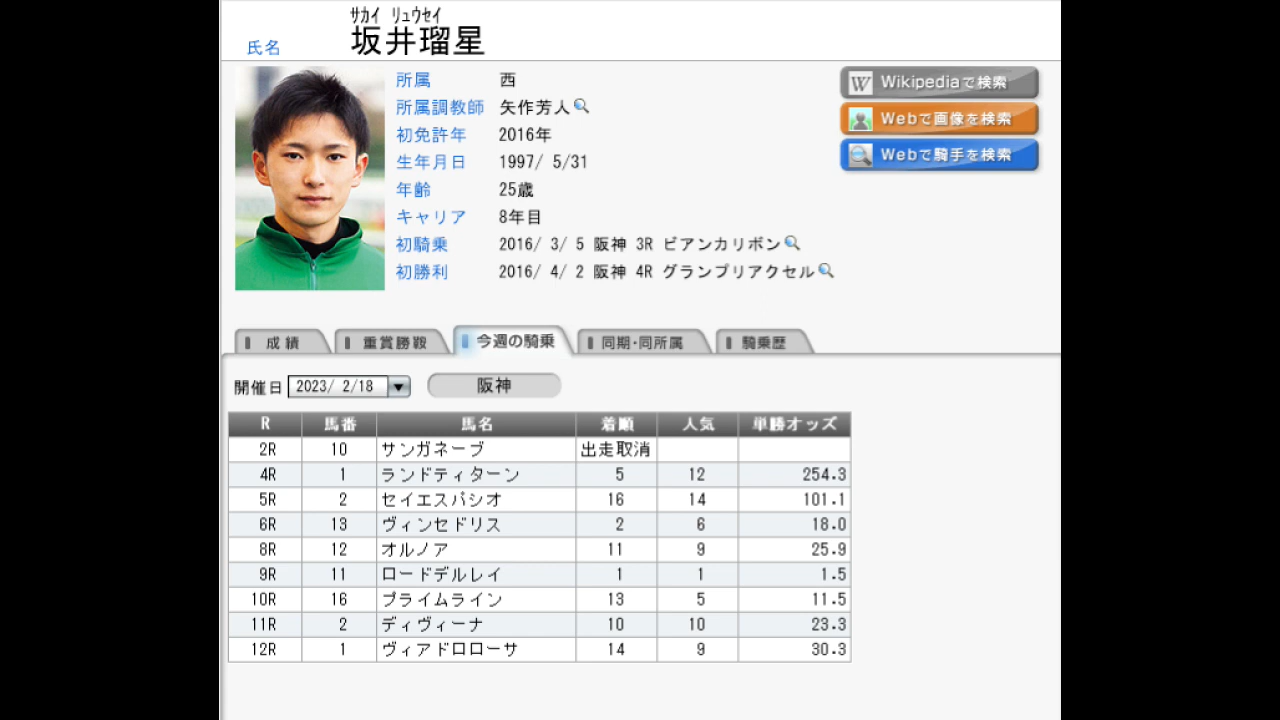 サカイ リュウセイ
氏名 坂井瑠星
所属 西
所属調教師 矢作芳人
初免許年 2016年
生年月日 1997/ 5/31
年齢 25歳
キャリア 8年目
初騎乗 2016/ 3/ 5 阪神 3R ビアンカリボン
初勝利 2016/ 4/ 2 阪神 4R グランプリアクセル
W Wikipediaで検索
Webで画像を検索
Webで騎手を検索
成績 重賞勝鞍 今週の騎乗 同期・同所属 騎乗歴
開催日 2023/ 2/18 阪神
R 馬番 馬名 着順 人気 単勝オッズ
2R 10 サンガネーブ 出走取消
4R 1 ランドティターン 5 12 254.3
5R 2 セイエスパシオ 16 14 101.1
6R 13 ヴィンセドリス 2 6 18.0
8R 12 オルノア 11 9 25.9
9R 11 ロードデルレイ 1 1 1.5
10R 16 プライムライン 13 5 11.5
11R 2 ディヴィーナ 10 10 23.3
12R 1 ヴィアドロローサ 14 9 30.3